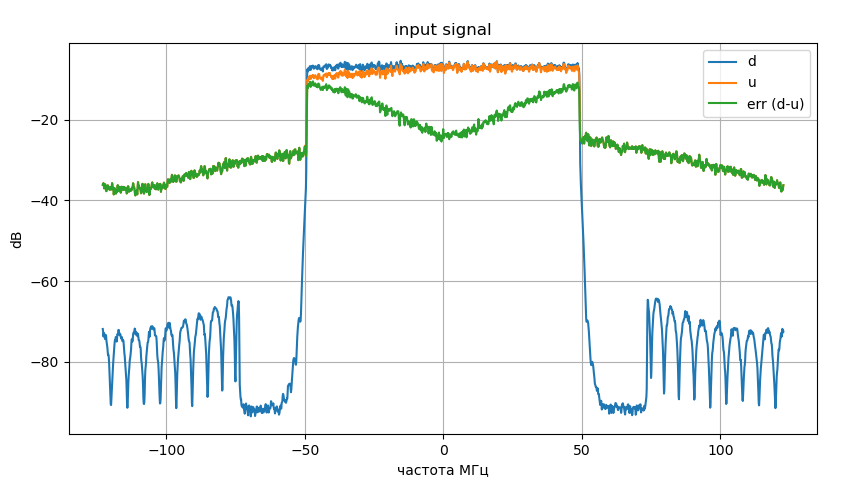 input signal
d
u
err (d-u)
dB
−20
−40
−60
−80
−100
−50
0
50
100
частота МГц